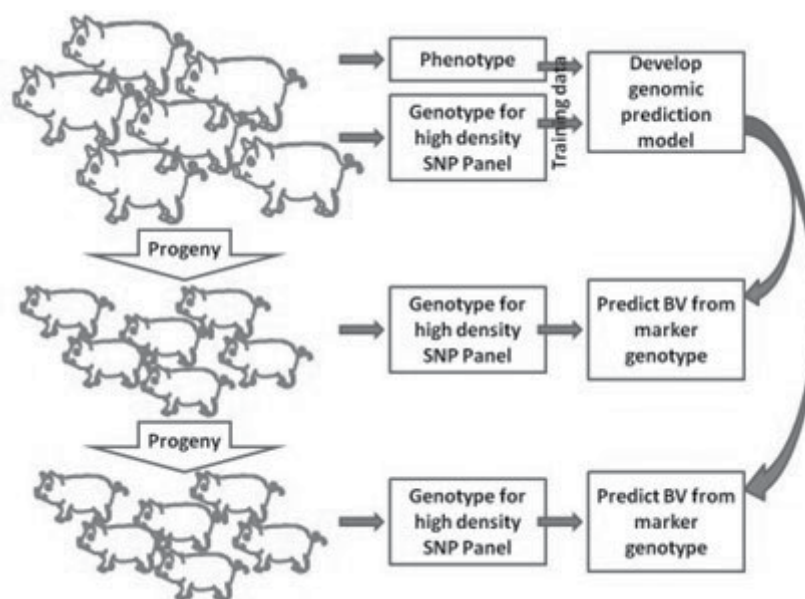 Phenotype
Genotype for
high density
SNP Panel
Training data
Develop
genomic
prediction
model
Progeny
Genotype for
high density
SNP Panel
Predict BV from
marker
genotype
Progeny
Genotype for
high density
SNP Panel
Predict BV from
marker
genotype